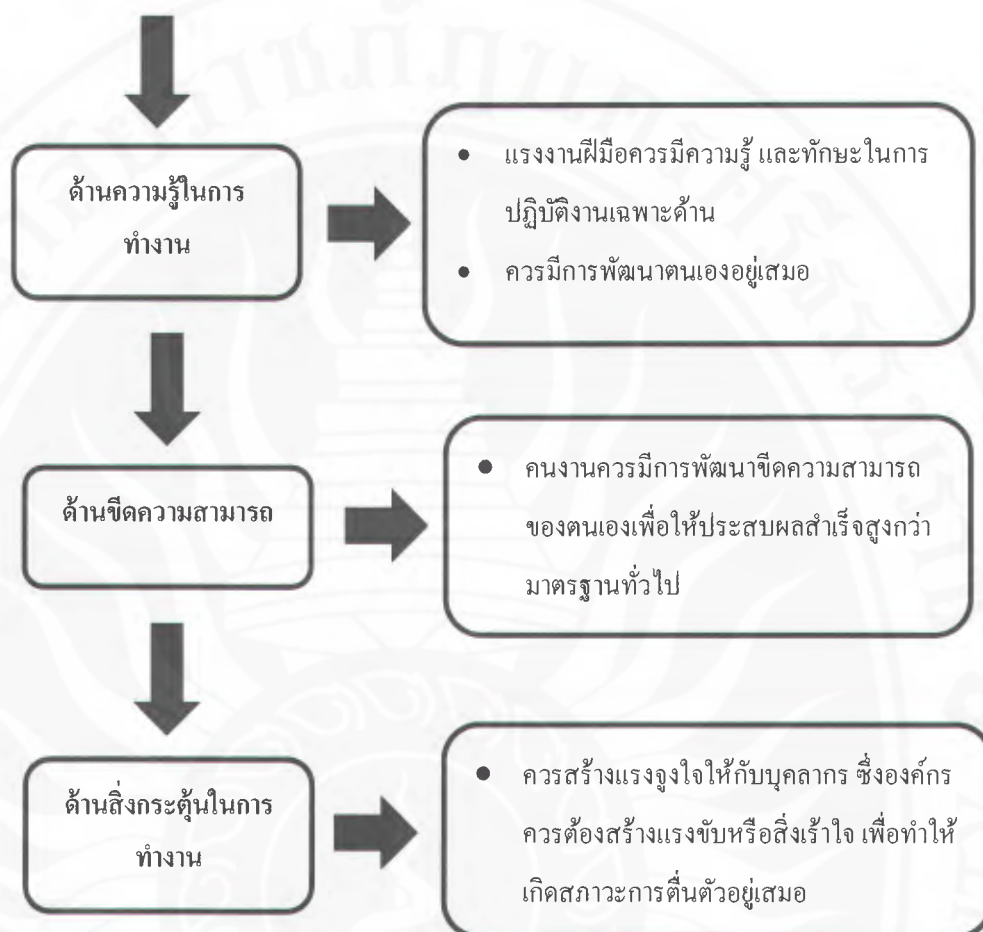 ด้านความรู้ในการ
ทำงาน
● แรงงานฝีมือควรมีความรู้ และทักษะในการ
ปฏิบัติงานเฉพาะด้าน
● ควรมีการพัฒนาตนเองอยู่เสมอ
ด้านขีดความสามารถ
● คนงานควรมีการพัฒนาขีดความสามารถ
ของตนเองเพื่อให้ประสบผลสำเร็จสูงกว่า
มาตรฐานทั่วไป
ด้านสิ่งกระตุ้นในการ
ทำงาน
● ควรสร้างแรงจูงใจให้กับบุคลากร ซึ่งองค์กร
ควรต้องสร้างแรงขับหรือสิ่งเร้าใจ เพื่อทำให้
เกิดสภาวะการตื่นตัวอยู่เสมอ